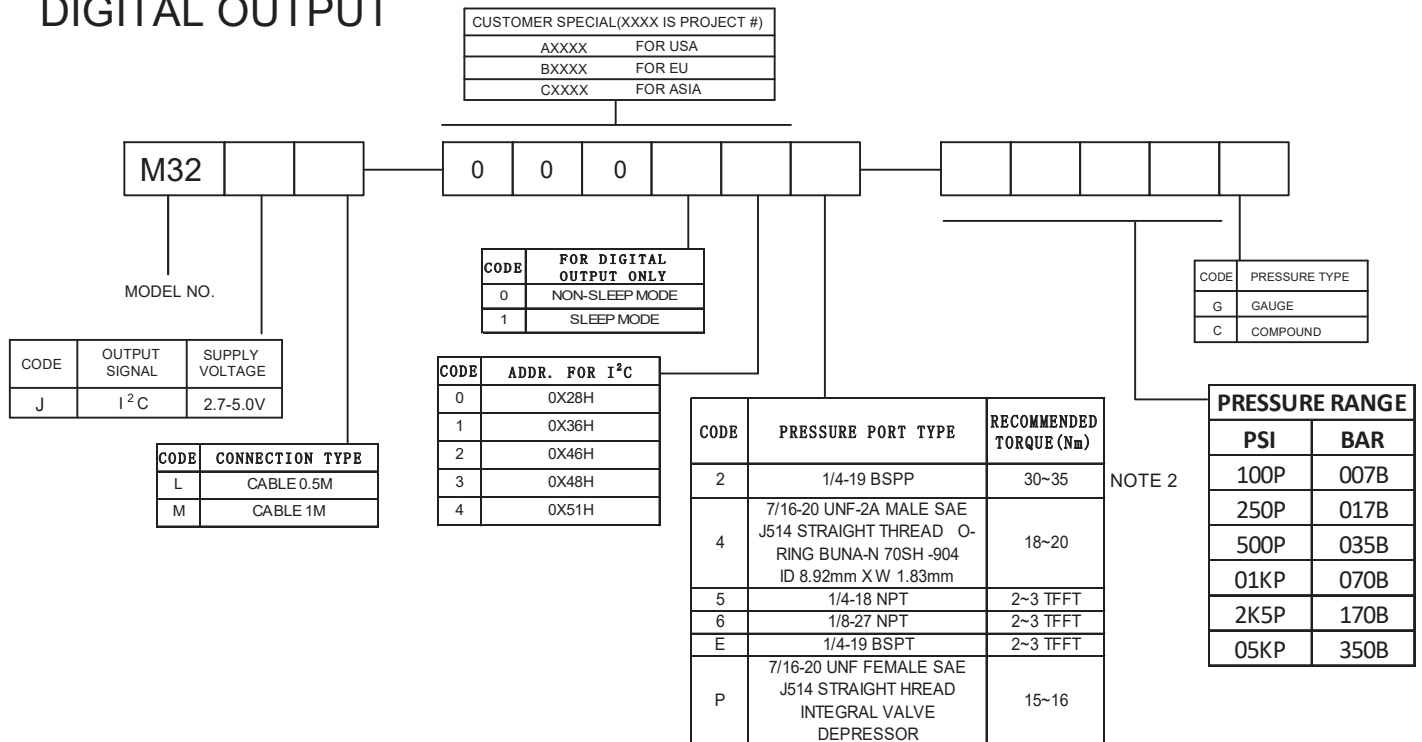 DIGITAL OUTPUT
CUSTOMER SPECIAL(XXXX IS PROJECT #)
AXXXX FOR USA
BXXXX FOR EU
CXXXX FOR ASIA
M32 0 0 0
MODEL NO.
CODE OUTPUT SIGNAL SUPPLY VOLTAGE
J I²C 2.7-5.0V
CODE CONNECTION TYPE
L CABLE 0.5M
M CABLE 1M
CODE FOR DIGITAL OUTPUT ONLY
0 NON-SLEEP MODE
1 SLEEP MODE
CODE ADDR. FOR I²C
0 0X28H
1 0X36H
2 0X46H
3 0X48H
4 0X51H
CODE PRESSURE PORT TYPE RECOMMENDED TORQUE(Nm)
2 1/4-19 BSPP 30~35 NOTE 2
7/16-20 UNF-2A MALE SAE
J514 STRAIGHT THREAD O-
4 RING BUNA-N 70SH -904 18~20
ID 8.92mm X W 1.83mm
5 1/4-18 NPT 2~3 TFFT
6 1/8-27 NPT 2~3 TFFT
E 1/4-19 BSPT 2~3 TFFT
7/16-20 UNF FEMALE SAE
J514 STRAIGHT HREAD
P INTEGRAL VALVE 15~16
DEPRESSOR
CODE PRESSURE TYPE
G GAUGE
C COMPOUND
PRESSURE RANGE
PSI BAR
100P 007B
250P 017B
500P 035B
01KP 070B
2K5P 170B
05KP 350B